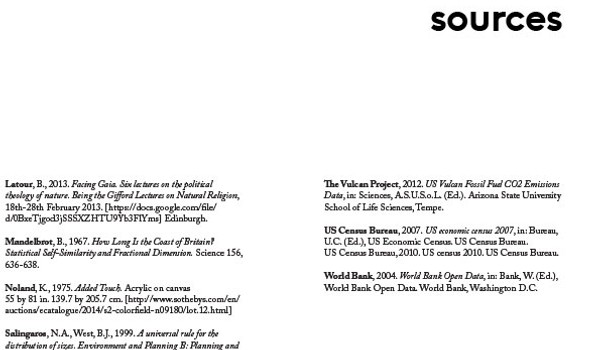 sources
Latour, B., 2013. Facing Gaia. Six lectures on the political
theology of nature. Being the Gifford Lectures on Natural Religion,
18th-28th February 2013. [https://docs.google.com/file/
d/0BxeTjgod3jSSSXZHTU9Yb3FlYms] Edinburgh.
Mandelbrot, B., 1967. How Long Is the Coast of Britain?
Statistical Self-Similarity and Fractional Dimension. Science 156,
636-638.
Noland, K., 1975. Added Touch. Acrylic on canvas
55 by 81 in. 139.7 by 205.7 cm. [http://www.sothebys.com/en/
auctions/ecatalogue/2014/s2-colorfield-n09180/lot.12.html]
Salingaros, N.A., West, B.J., 1999. A universal rule for the
distribution of sizes. Environment and Planning B: Planning and
The Vulcan Project, 2012. US Vulcan Fossil Fuel CO2 Emissions
Data, in: Sciences, A.S.U.S.o.L. (Ed.). Arizona State University
School of Life Sciences, Tempe.
US Census Bureau, 2007. US economic census 2007, in: Bureau,
U.C. (Ed.), US Economic Census. US Census Bureau.
US Census Bureau, 2010. US census 2010. US Census Bureau.
World Bank, 2004. World Bank Open Data, in: Bank, W. (Ed.),
World Bank Open Data. World Bank, Washington D.C.